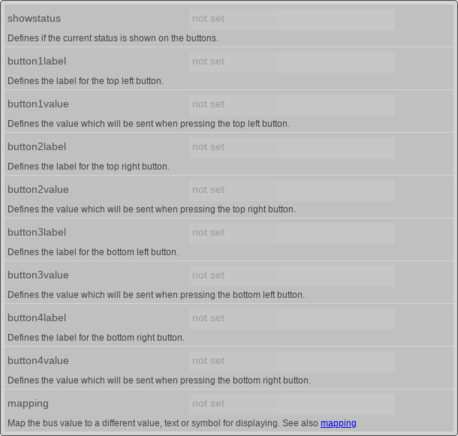 showstatus not set
Defines if the current status is shown on the buttons.
button1label not set
Defines the label for the top left button.
button1value not set
Defines the value which will be sent when pressing the top left button.
button2label not set
Defines the label for the top right button.
button2value not set
Defines the value which will be sent when pressing the top right button.
button3label not set
Defines the label for the bottom left button.
button3value not set
Defines the value which will be sent when pressing the bottom left button.
button4label not set
Defines the label for the bottom right button.
button4value not set
Defines the value which will be sent when pressing the bottom right button.
mapping not set
Map the bus value to a different value, text or symbol for displaying. See also mapping